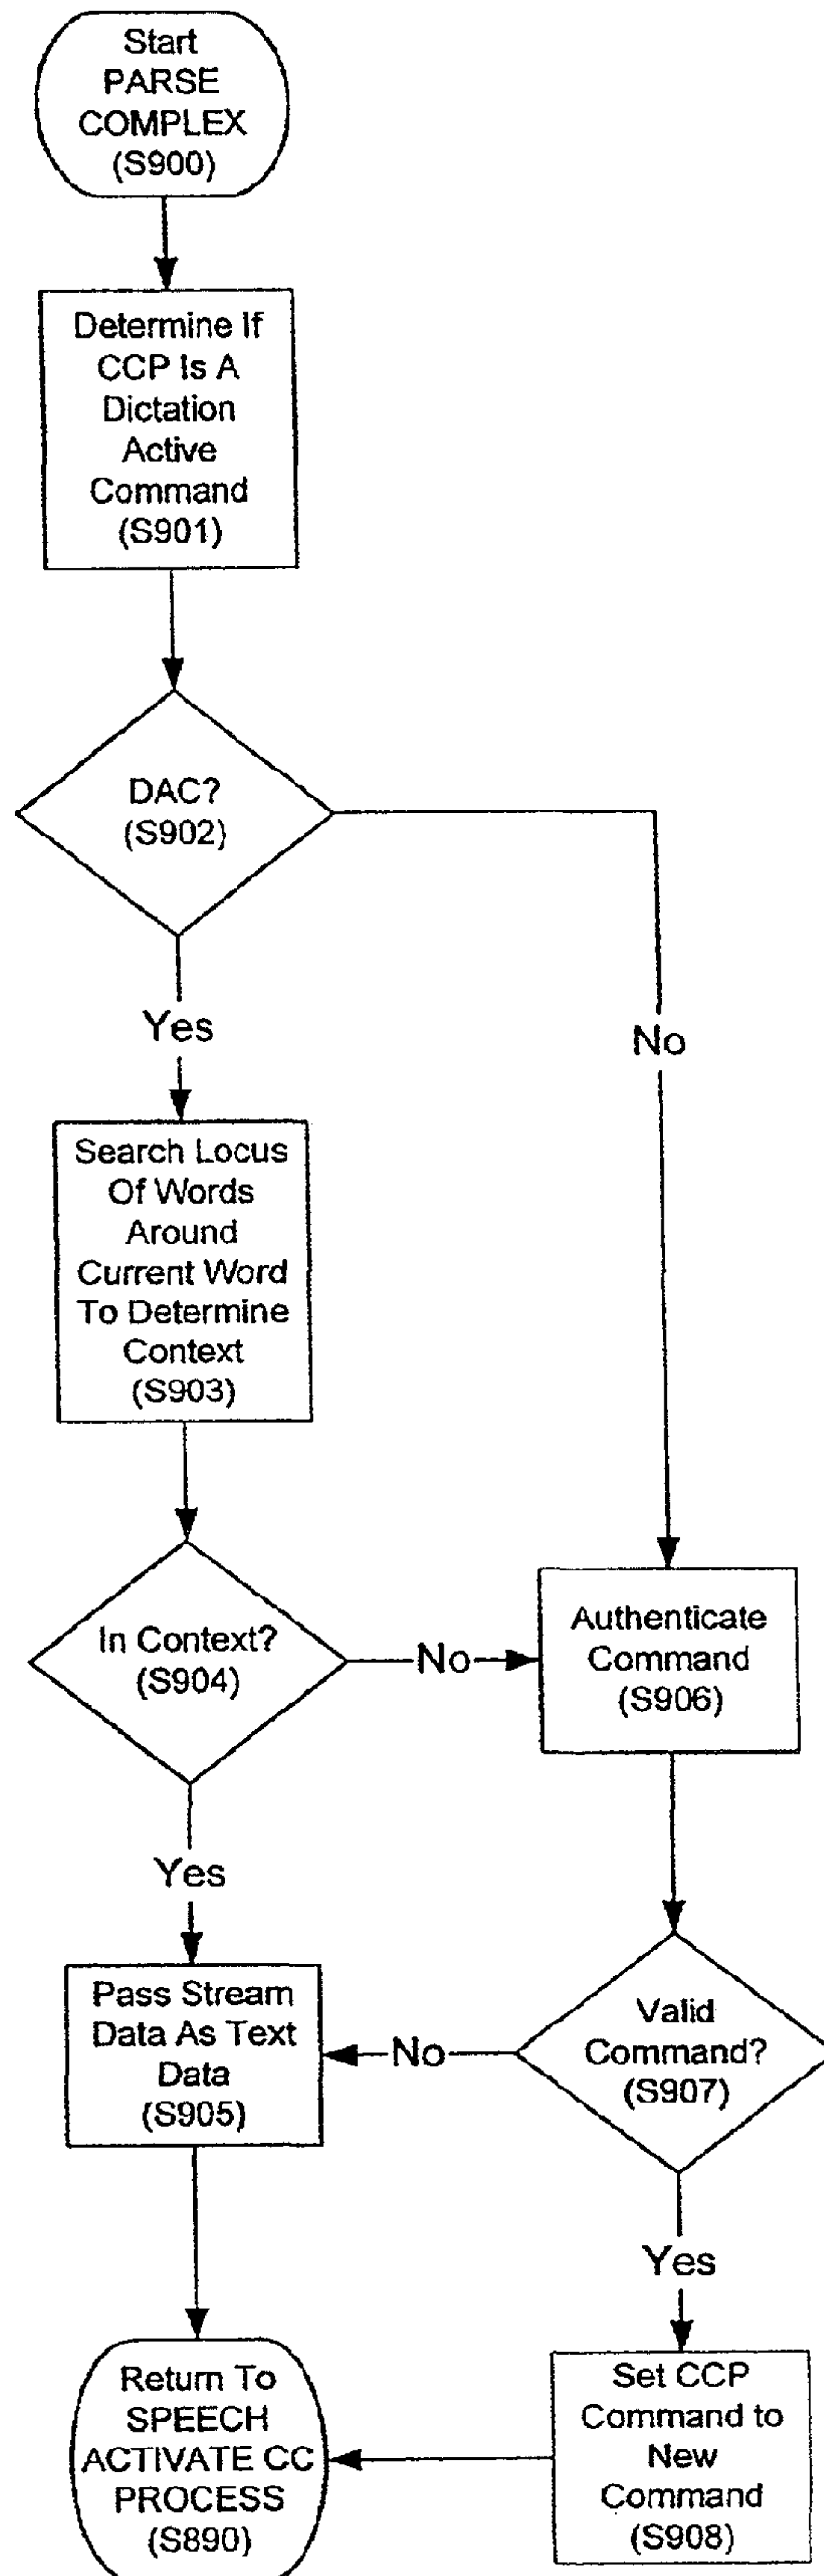 Start
PARSE
COMPLEX
(S900)
Determine If
CCP Is A
Dictation
Active
Command
(S901)
DAC?
(S902)
Yes
No
Search Locus
Of Words
Around
Current Word
To Determine
Context
(S903)
In Context?
(S904)
No
Authenticate
Command
(S906)
Yes
Pass Stream
Data As Text
Data
(S905)
No
Valid
Command?
(S907)
Yes
Return To
SPEECH
ACTIVATE CC
PROCESS
(S890)
Set CCP
Command to
New
Command
(S908)